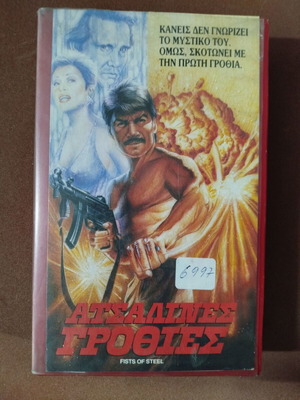 ΚΑΝΕΙΣ ΔΕΝ ΓΝΩΡΙΖΕΙ
ΤΟ ΜΥΣΤΙΚΟ ΤΟΥ.
ΟΜΩΣ, ΣΚΟΤΩΝΕΙ ΜΕ
ΤΗΝ ΠΡΩΤΗ ΓΡΟΘΙΑ.
6997
ΑΤΣΑΛΙΝΕΣ
ΓΡΟΘΙΕΣ
FISTS OF STEEL